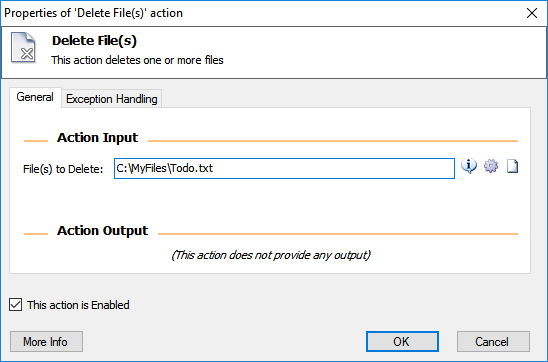 Properties of 'Delete File(s)' action
Delete File(s)
This action deletes one or more files
General
Exception Handling
Action Input
File(s) to Delete:
C:\MyFiles\Todo.txt
Action Output
(This action does not provide any output)
This action is Enabled
More Info
OK
Cancel